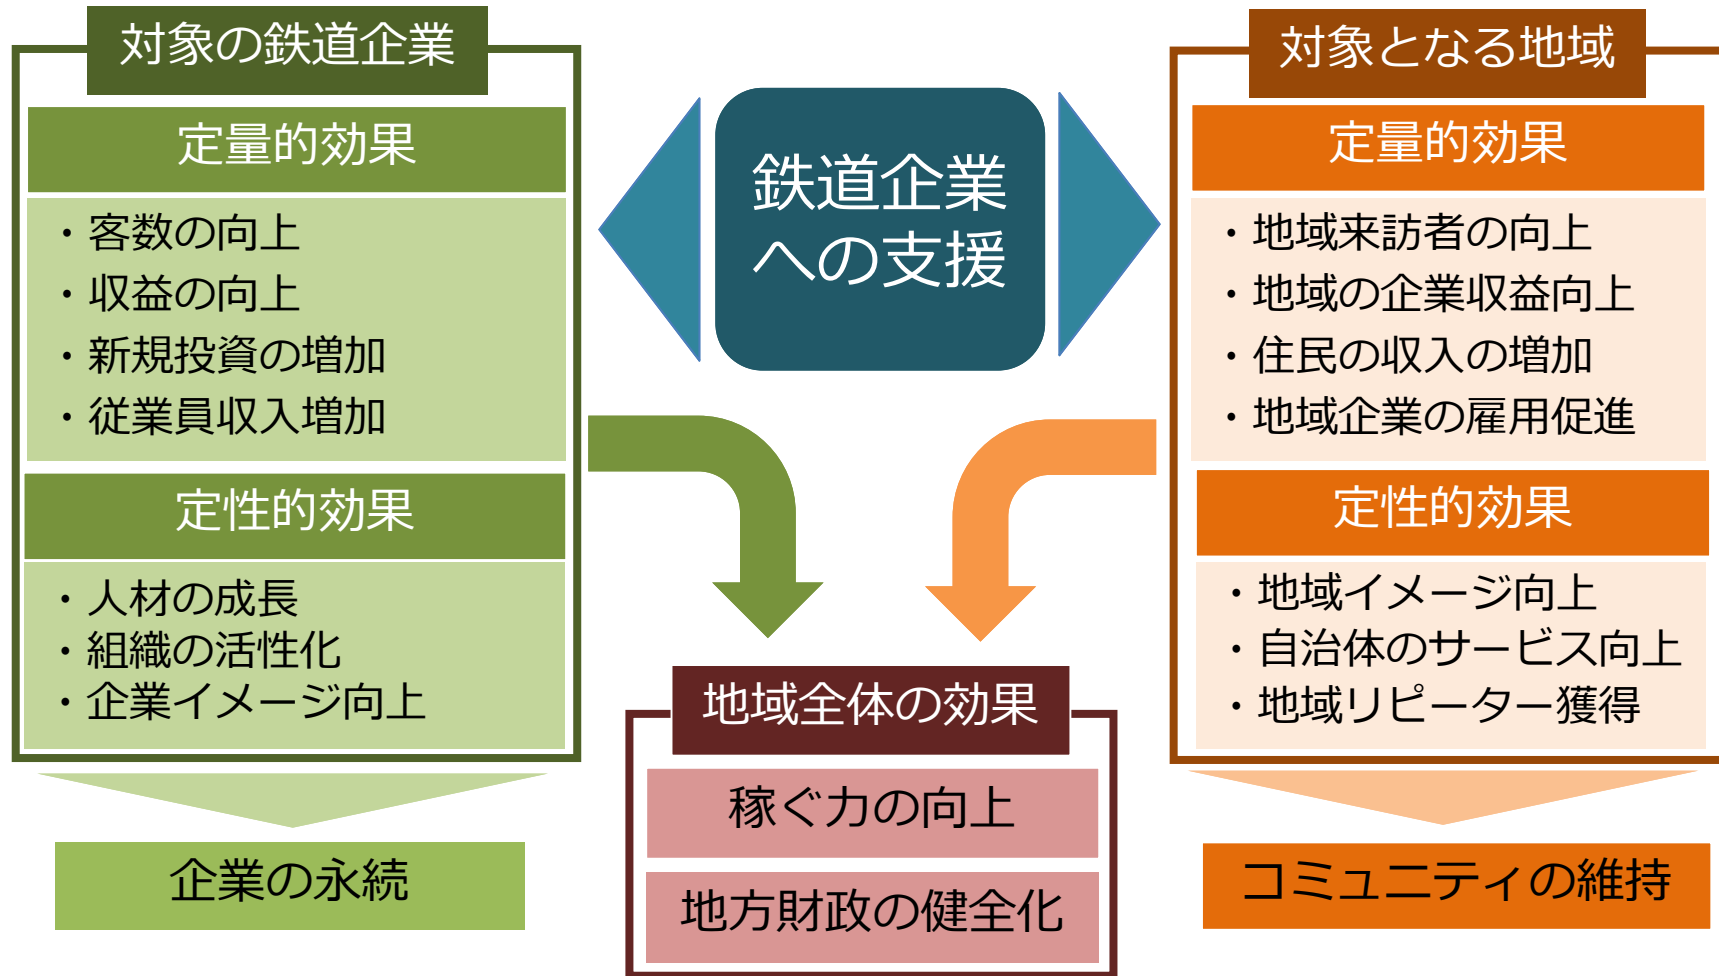 対象の鉄道企業
定量的効果
・客数の向上
・収益の向上
・新規投資の増加
・従業員収入増加
定性的効果
・人材の成長
・組織の活性化
・企業イメージ向上
企業の永続
鉄道企業
への支援
地域全体の効果
稼ぐ力の向上
地方財政の健全化
対象となる地域
定量的効果
・地域来訪者の向上
・地域の企業収益向上
・住民の収入の増加
・地域企業の雇用促進
定性的効果
・地域イメージ向上
・自治体のサービス向上
・地域リピーター獲得
コミュニティの維持